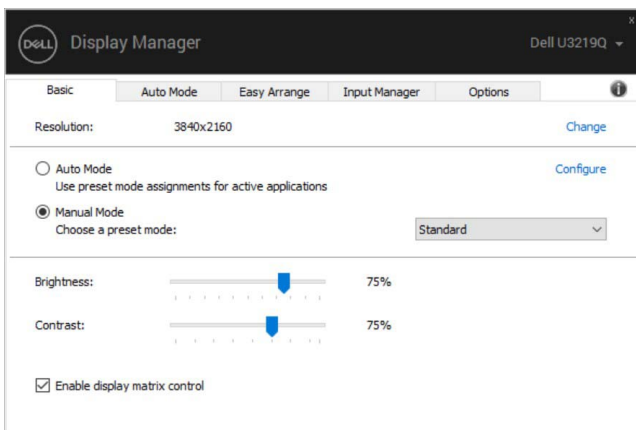 DELL
Display Manager
Dell U3219Q
x
Basic
Auto Mode
Easy Arrange
Input Manager
Options
i
Resolution:
3840x2160
Change
Auto Mode
Configure
Use preset mode assignments for active applications
Manual Mode
Choose a preset mode:
Standard
Brightness:
75%
Contrast:
75%
Enable display matrix control